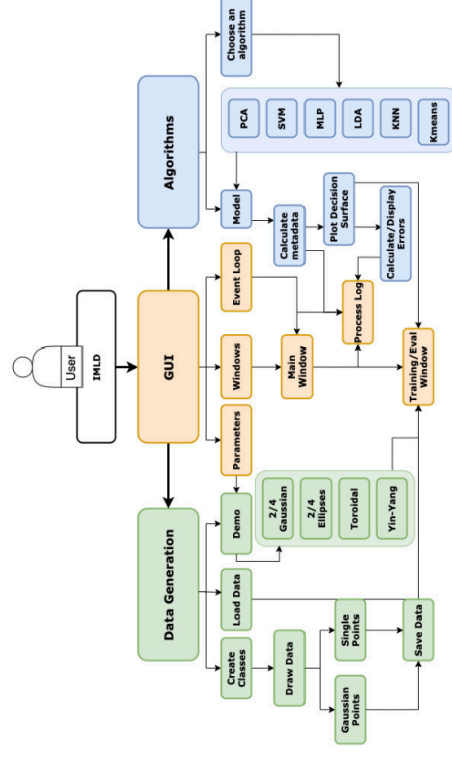 User
IMLD
Data Generation
GUI
Algorithms
Create
Classes
Load Data
Demo
Parameters
Windows
Event Loop
Model
Choose an
algorithm
Draw Data
2/4
Gaussian
2/4
Ellipses
Toroidal
Yin-Yang
Main
Window
Calculate
metadata
PCA
SVM
MLP
LDA
KNN
Kmeans
Gaussian
Points
Single
Points
Process Log
Plot Decision
Surface
Calculate/Display
Errors
Save Data
Training/Eval
Window